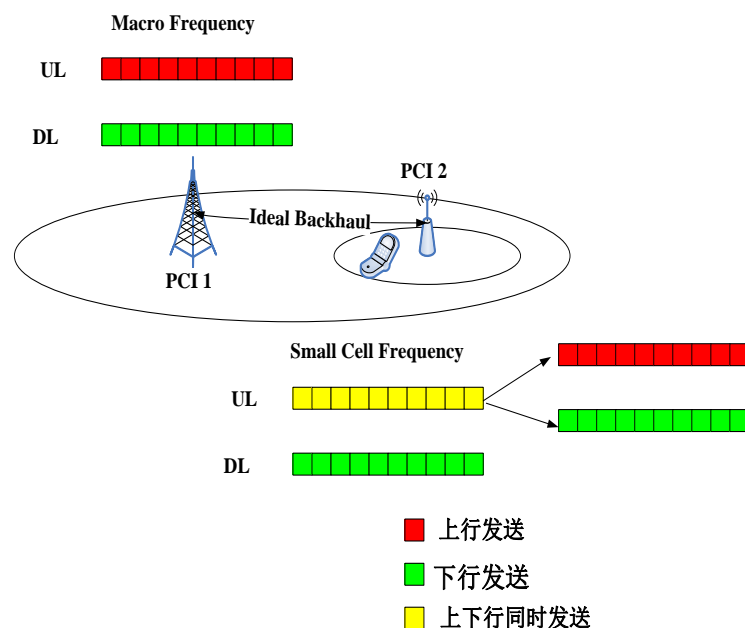 Macro Frequency
UL
DL
PCI 2
Ideal Backhaul
PCI 1
Small Cell Frequency
UL
DL
上行发送
下行发送
上下行同时发送